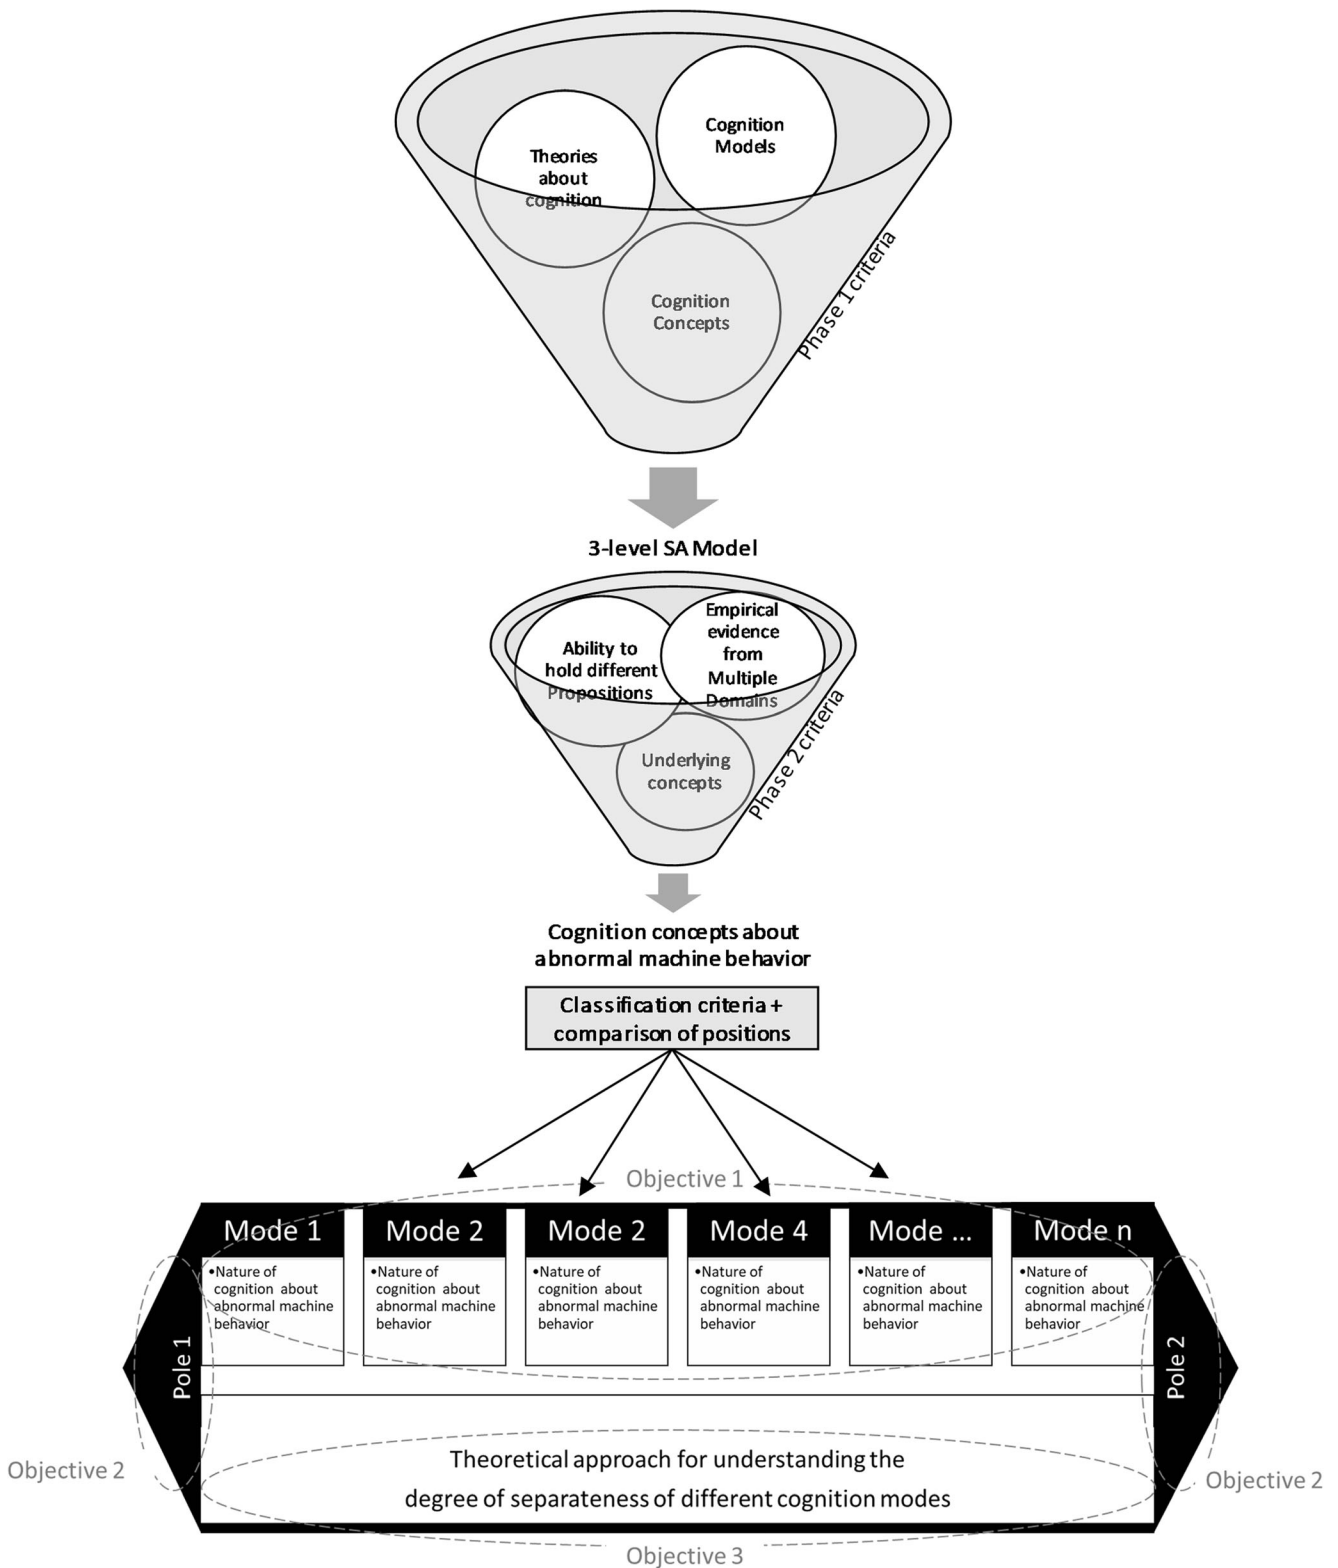 Cognition
Models
Theories
about
cognition
Cognition
Concepts
Phase 1 criteria
3-level SA Model
Empirical
evidence
from
Multiple
Domains
Ability to
hold different
Propositions
Underlying
concepts
Phase 2 criteria
Cognition concepts about
abnormal machine behavior
Classification criteria +
comparison of positions
Objective 1
Mode 1
Mode 2
Mode 2
Mode 4
Mode ...
Mode n
•Nature of
cognition about
abnormal machine
behavior
•Nature of
cognition about
abnormal machine
behavior
•Nature of
cognition about
abnormal machine
behavior
•Nature of
cognition about
abnormal machine
behavior
•Nature of
cognition about
abnormal machine
behavior
•Nature of
cognition about
abnormal machine
behavior
Pole 1
Pole 2
Objective 2
Theoretical approach for understanding the
degree of separateness of different cognition modes
Objective 2
Objective 3